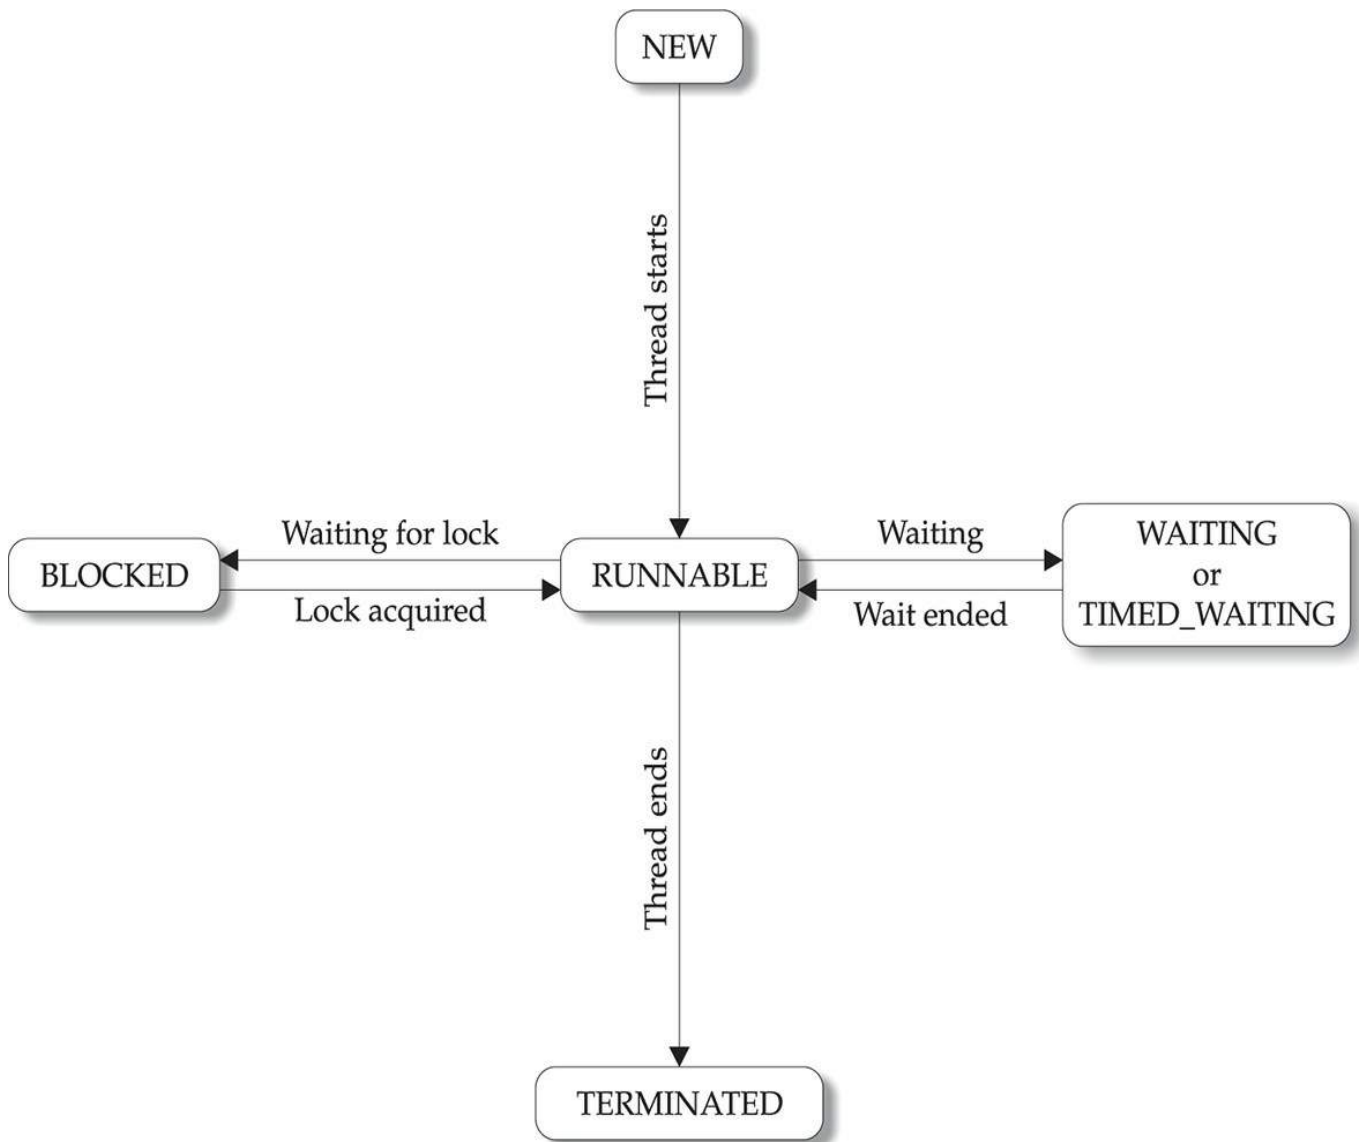 NEW
Thread starts
Waiting for lock
Waiting
WAITING
or
TIMED_WAITING
BLOCKED
RUNNABLE
Lock acquired
Wait ended
Thread ends
TERMINATED